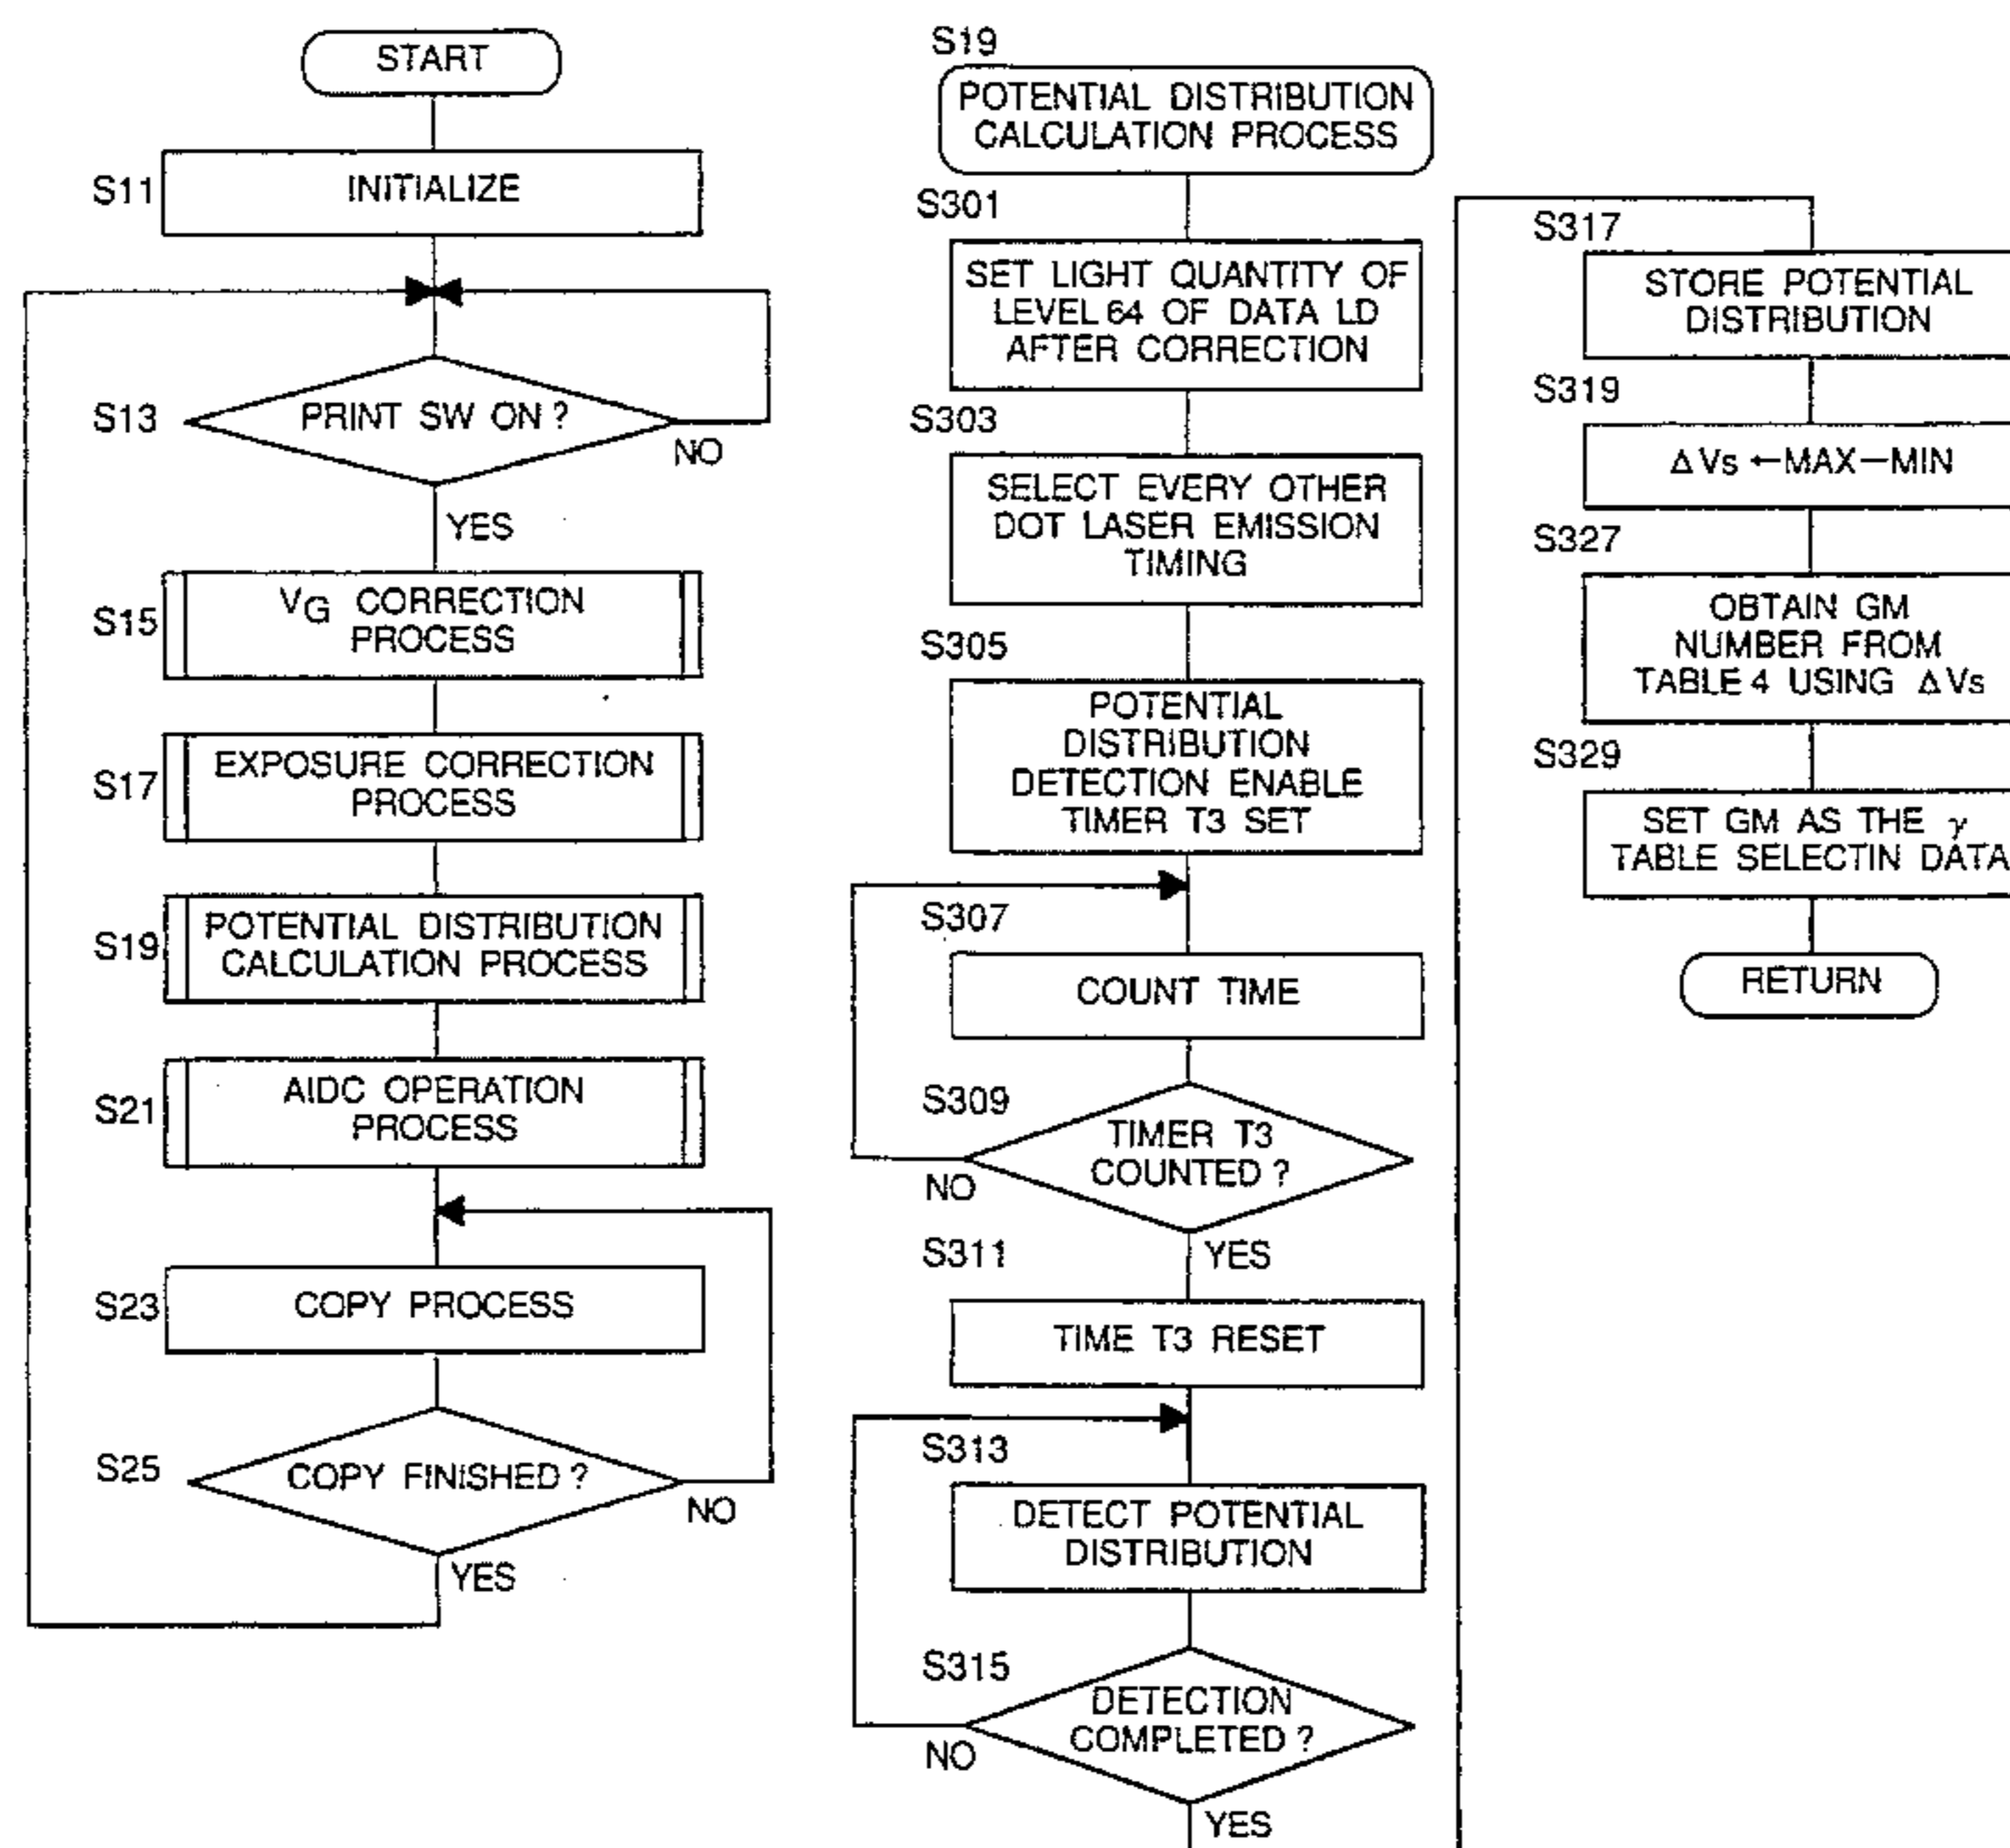 START
S11
INITIALIZE
S13
PRINT SW ON ?
NO
YES
S15
VG CORRECTION
PROCESS
S17
EXPOSURE CORRECTION
PROCESS
S19
POTENTIAL DISTRIBUTION
CALCULATION PROCESS
S21
AIDC OPERATION
PROCESS
S23
COPY PROCESS
S25
COPY FINISHED ?
NO
YES
S19
POTENTIAL DISTRIBUTION
CALCULATION PROCESS
S301
SET LIGHT QUANTITY OF
LEVEL 64 OF DATA LD
AFTER CORRECTION
S303
SELECT EVERY OTHER
DOT LASER EMISSION
TIMING
S305
POTENTIAL
DISTRIBUTION
DETECTION ENABLE
TIMER T3 SET
S307
COUNT TIME
S309
TIMER T3
COUNTED ?
NO
YES
S311
TIME T3 RESET
S313
DETECT POTENTIAL
DISTRIBUTION
S315
DETECTION
COMPLETED ?
NO
YES
S317
STORE POTENTIAL
DISTRIBUTION
S319
ΔVs ←MAX—MIN
S327
OBTAIN GM
NUMBER FROM
TABLE 4 USING ΔVs
S329
SET GM AS THE γ
TABLE SELECTIN DATA
RETURN